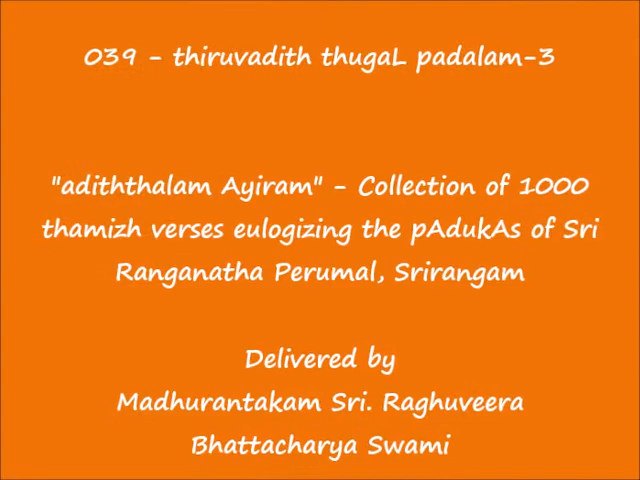 039 - thiruvadith thugaL padalam-3
"adiththalam Ayiram" - Collection of 1000
thamizh verses eulogizing the pAdukAs of Sri
Ranganatha Perumal, Srirangam
Delivered by
Madhurantakam Sri. Raghuveera
Bhattacharya Swami